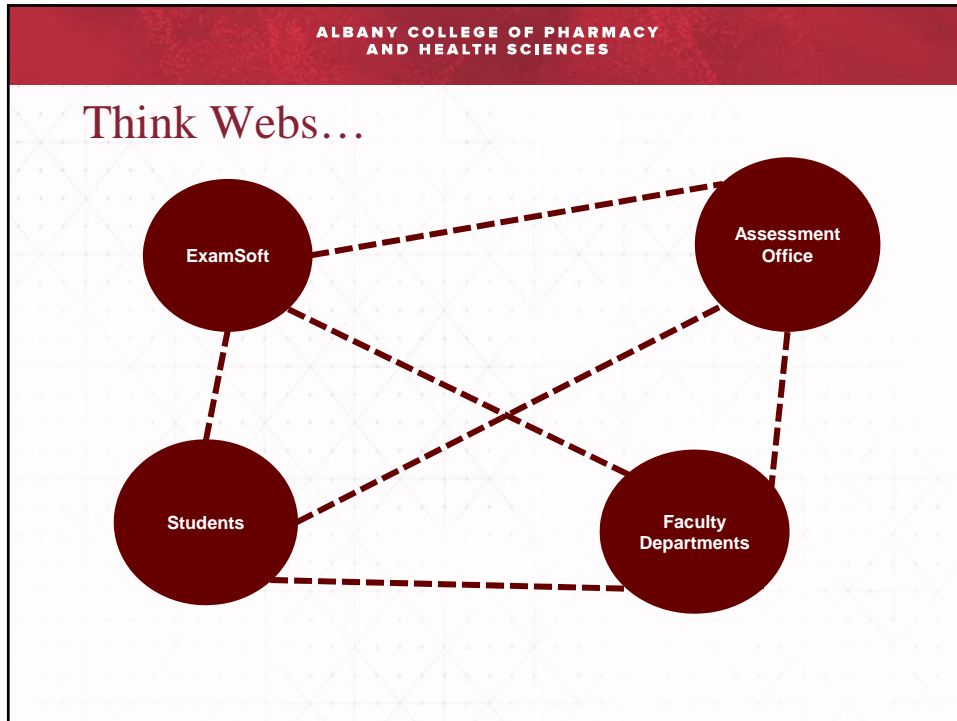 ALBANY COLLEGE OF PHARMACY
AND HEALTH SCIENCES
Think Webs…
ExamSoft
Assessment
Office
Students
Faculty
Departments